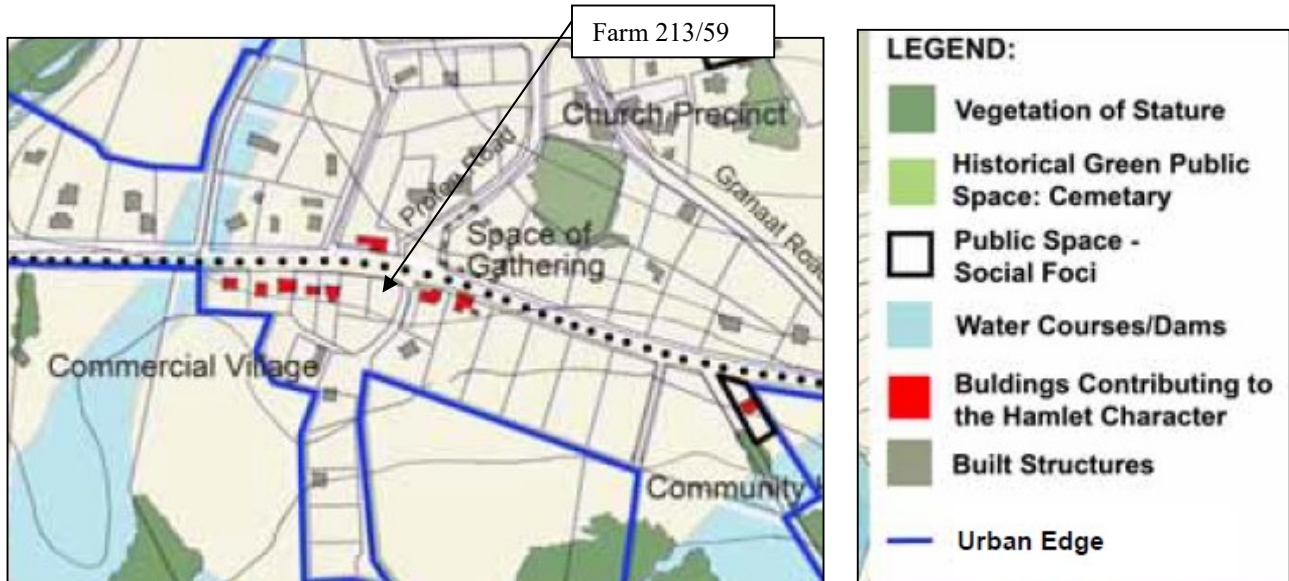 Farm 213/59
Church Precinct
Protea Road
Granaat Road
Space of
Gathering
Commercial Village
Community
LEGEND:
Vegetation of Stature
Historical Green Public
Space: Cemetary
Public Space -
Social Foci
Water Courses/Dams
Buldings Contributing to
the Hamlet Character
Built Structures
Urban Edge